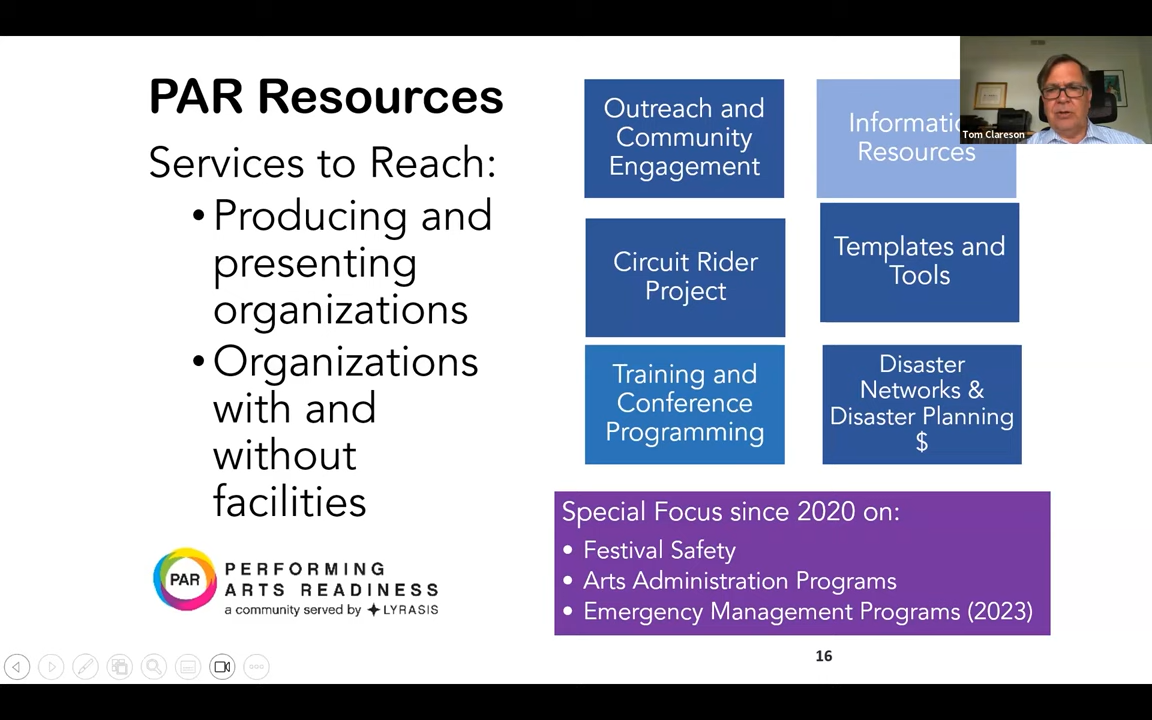 PAR Resources
Services to Reach:
•Producing and
presenting
organizations
•Organizations
with and
without
facilities
PAR
PERFORMING
ARTS READINESS
a community served by LYRASIS
Outreach and
Community
Engagement
Resources
Circuit Rider
Project
Templates and
Tools
Training and
Conference
Programming
Disaster
Networks &
Disaster Planning
$
Special Focus since 2020 on:
• Festival Safety
• Arts Administration Programs
• Emergency Management Programs (2023)
16
Tom Clareson